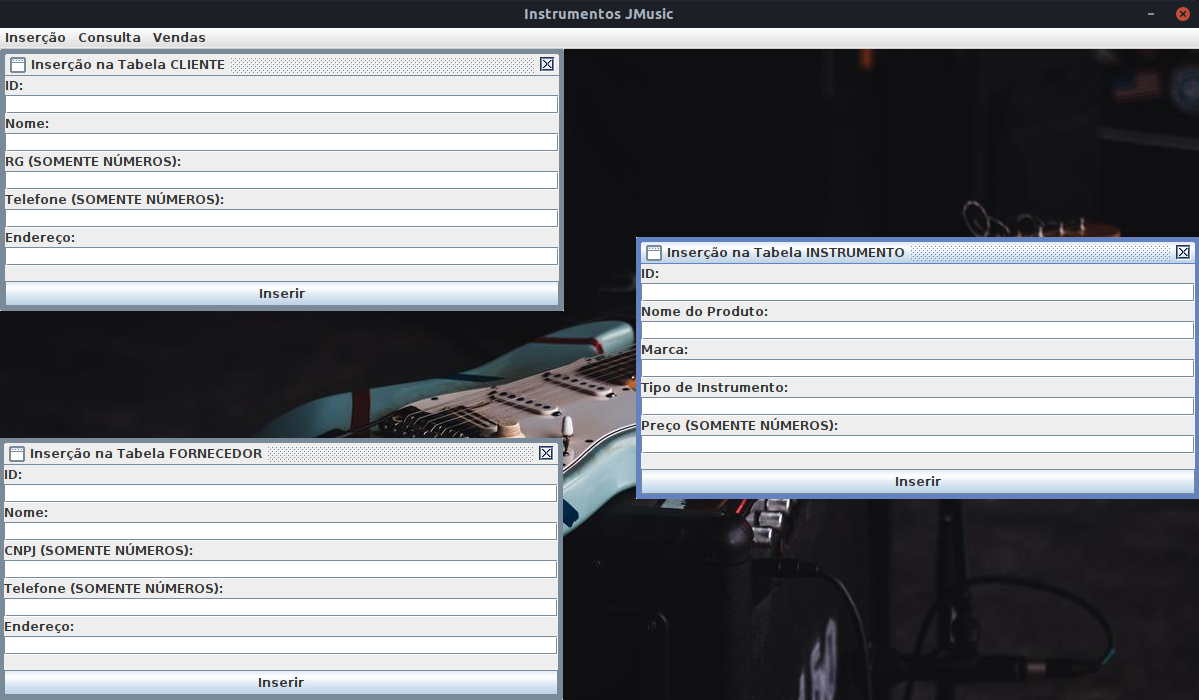 Instrumentos JMusic
Inserção Consulta Vendas
Inserção na Tabela CLIENTE
ID:
Nome:
RG (SOMENTE NÚMEROS):
Telefone (SOMENTE NÚMEROS):
Endereço:
Inserir
Inserção na Tabela INSTRUMENTO
ID:
Nome do Produto:
Marca:
Tipo de Instrumento:
Preço (SOMENTE NÚMEROS):
Inserir
Inserção na Tabela FORNECEDOR
ID:
Nome:
CNPJ (SOMENTE NÚMEROS):
Telefone (SOMENTE NÚMEROS):
Endereço:
Inserir